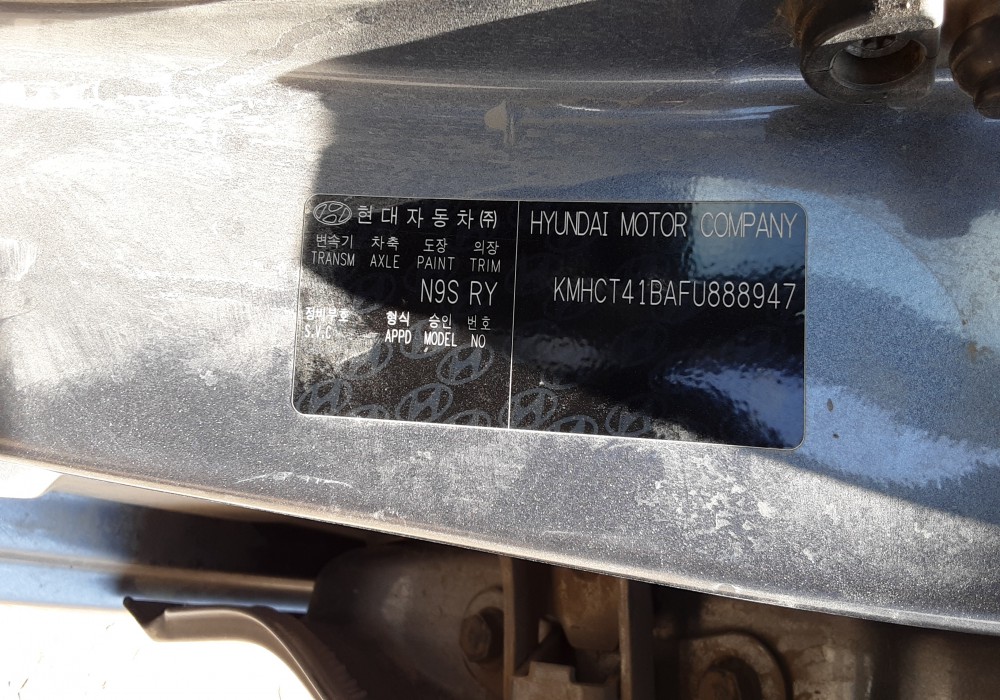 현대자동차(주)
변속기 차축 도장 의장
TRANSM AXLE PAINT TRIM
N9S RY
정비부호 형식 승인 번호
S.V.C APPD MODEL NO
HYUNDAI MOTOR COMPANY
KMHCT41BAFU888947